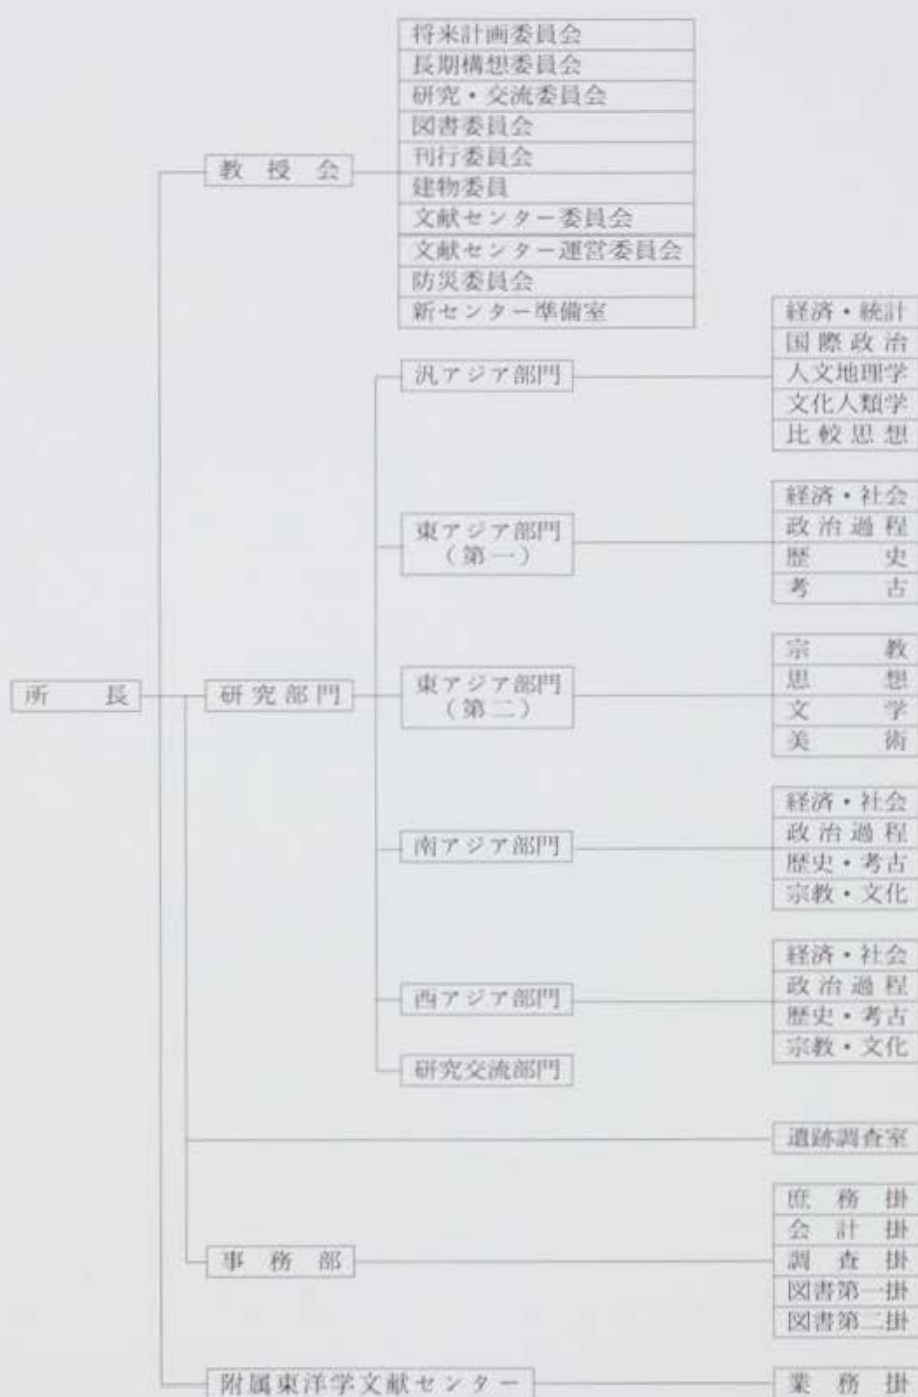 将来計画委員会
長期構想委員会
研究・交流委員会
図書委員会
刊行委員会
建物委員
文献センター委員会
文献センター運営委員会
防災委員会
新センター準備室
教授会
汎アジア部門
経済・統計
国際政治
人文地理学
文化人類学
比較思想
東アジア部門
（第一）
経済・社会
政治過程
歴史
考古
所長
研究部門
東アジア部門
（第二）
宗教
思想
文学
美術
南アジア部門
経済・社会
政治過程
歴史・考古
宗教・文化
西アジア部門
経済・社会
政治過程
歴史・考古
宗教・文化
研究交流部門
遺跡調査室
事務部
庶務掛
会計掛
調査掛
図書第一掛
図書第二掛
附属東洋学文献センター
業務掛